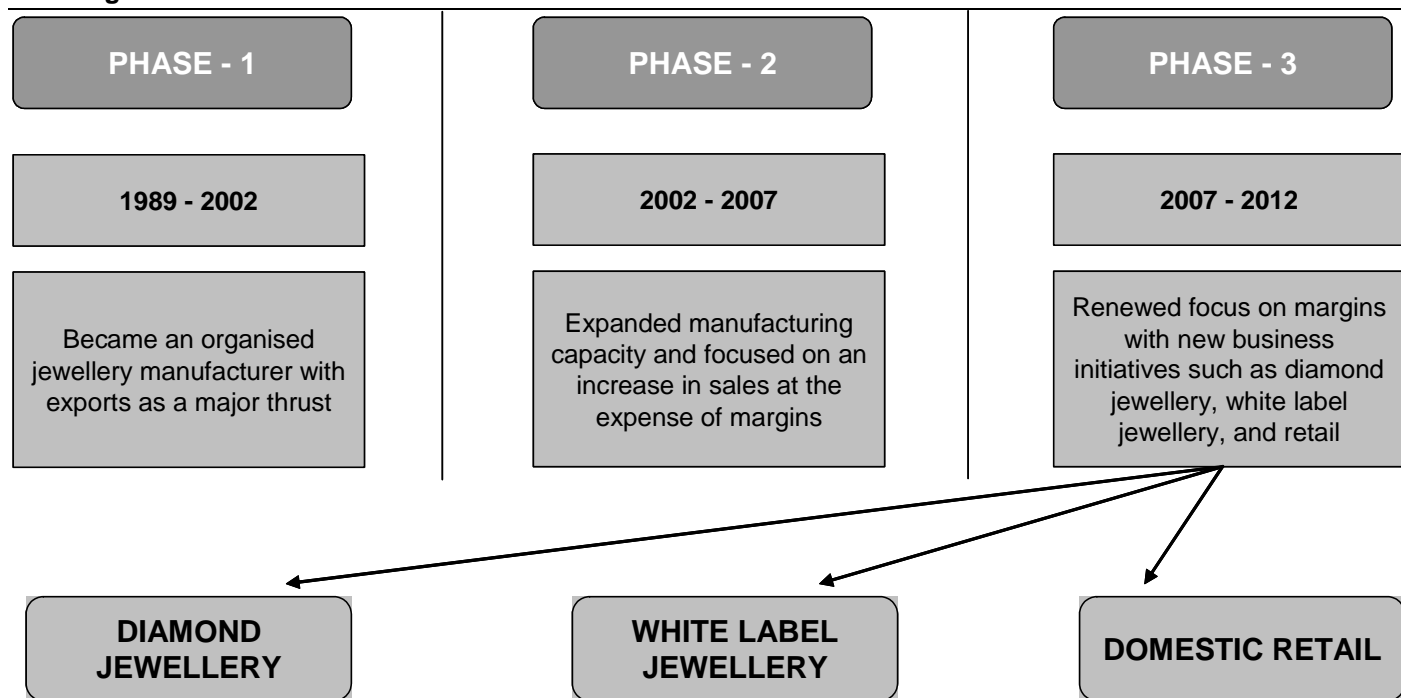 PHASE - 1
PHASE - 2
PHASE - 3
1989 - 2002
2002 - 2007
2007 - 2012
Became an organised
jewellery manufacturer with
exports as a major thrust
Expanded manufacturing
capacity and focused on an
increase in sales at the
expense of margins
Renewed focus on margins
with new business
initiatives such as diamond
jewellery, white label
jewellery, and retail
DIAMOND
JEWELLERY
WHITE LABEL
JEWELLERY
DOMESTIC RETAIL